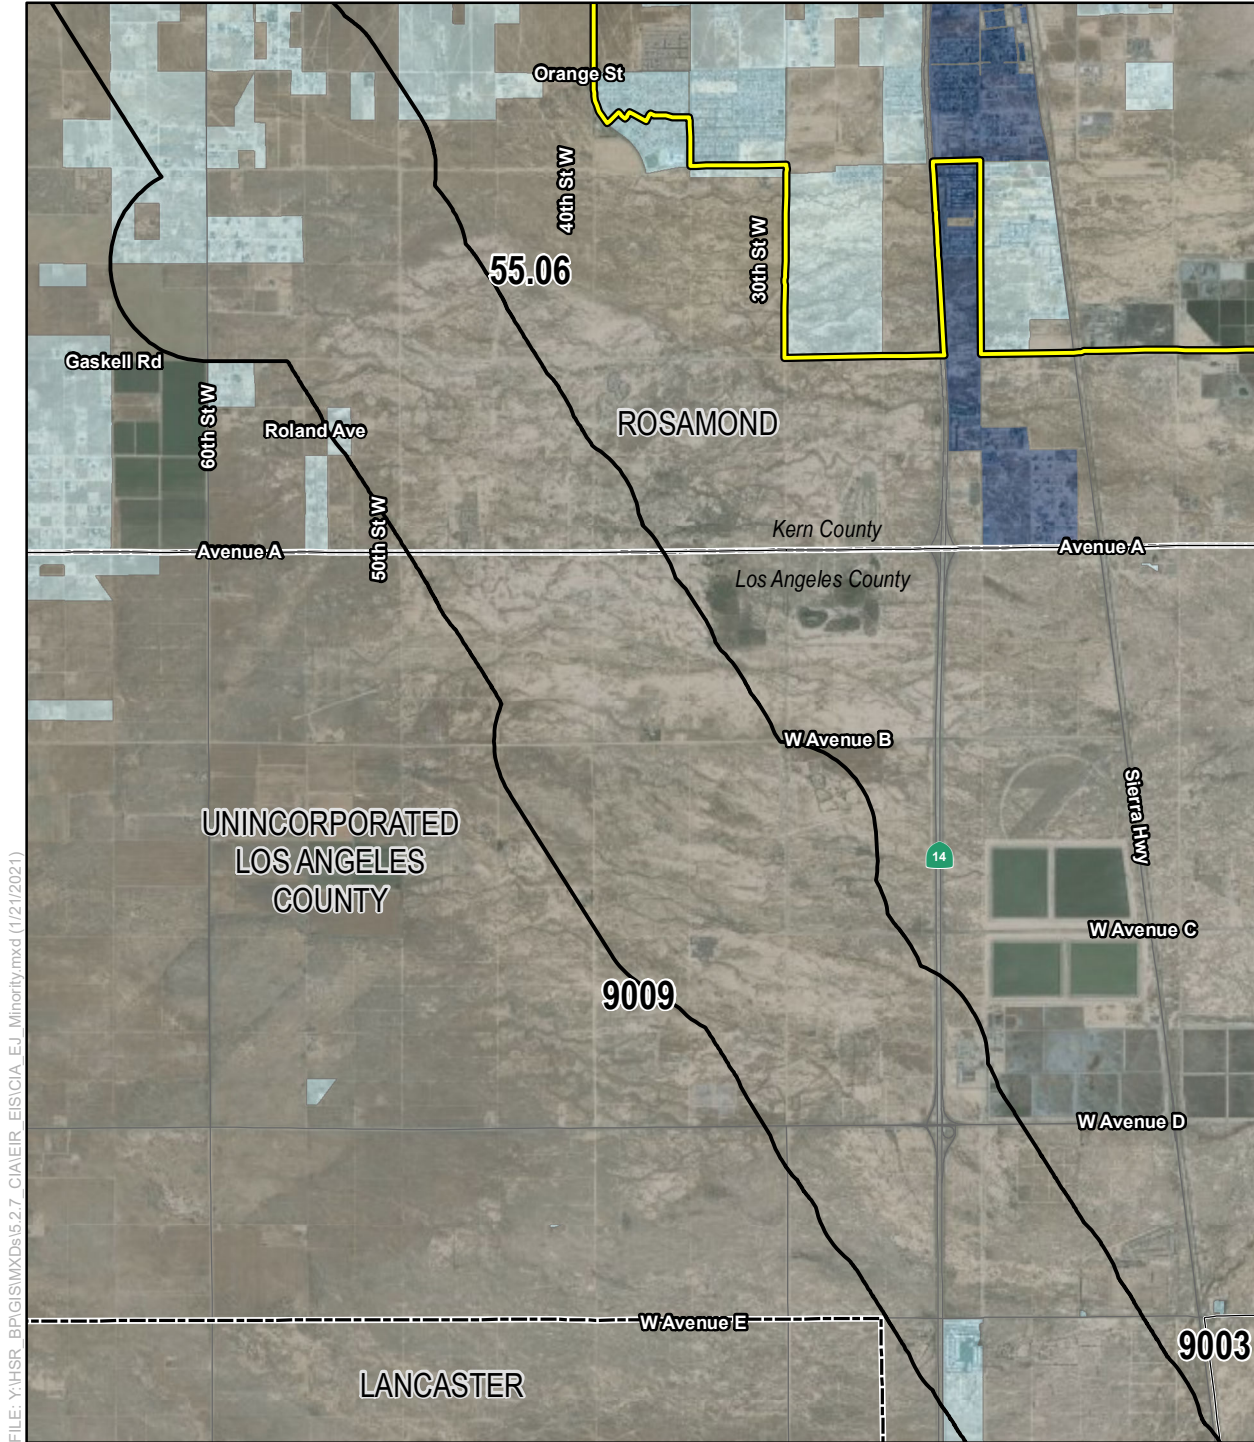 Orange St
40th St W
55.06
30th St W
Gaskell Rd
60th St W
Roland Ave
ROSAMOND
50th St W
Kern County
Avenue A
Avenue A
Los Angeles County
W Avenue B
Sierra Hwy
UNINCORPORATED
LOS ANGELES
COUNTY
14
W Avenue C
9009
W Avenue D
W Avenue E
9003
LANCASTER
FILE: Y:\HSR_BP\GIS\MXDs\5.2.7_CIA\EIR_EIS\CIA_EJ_Minority.mxd (1/21/2021)